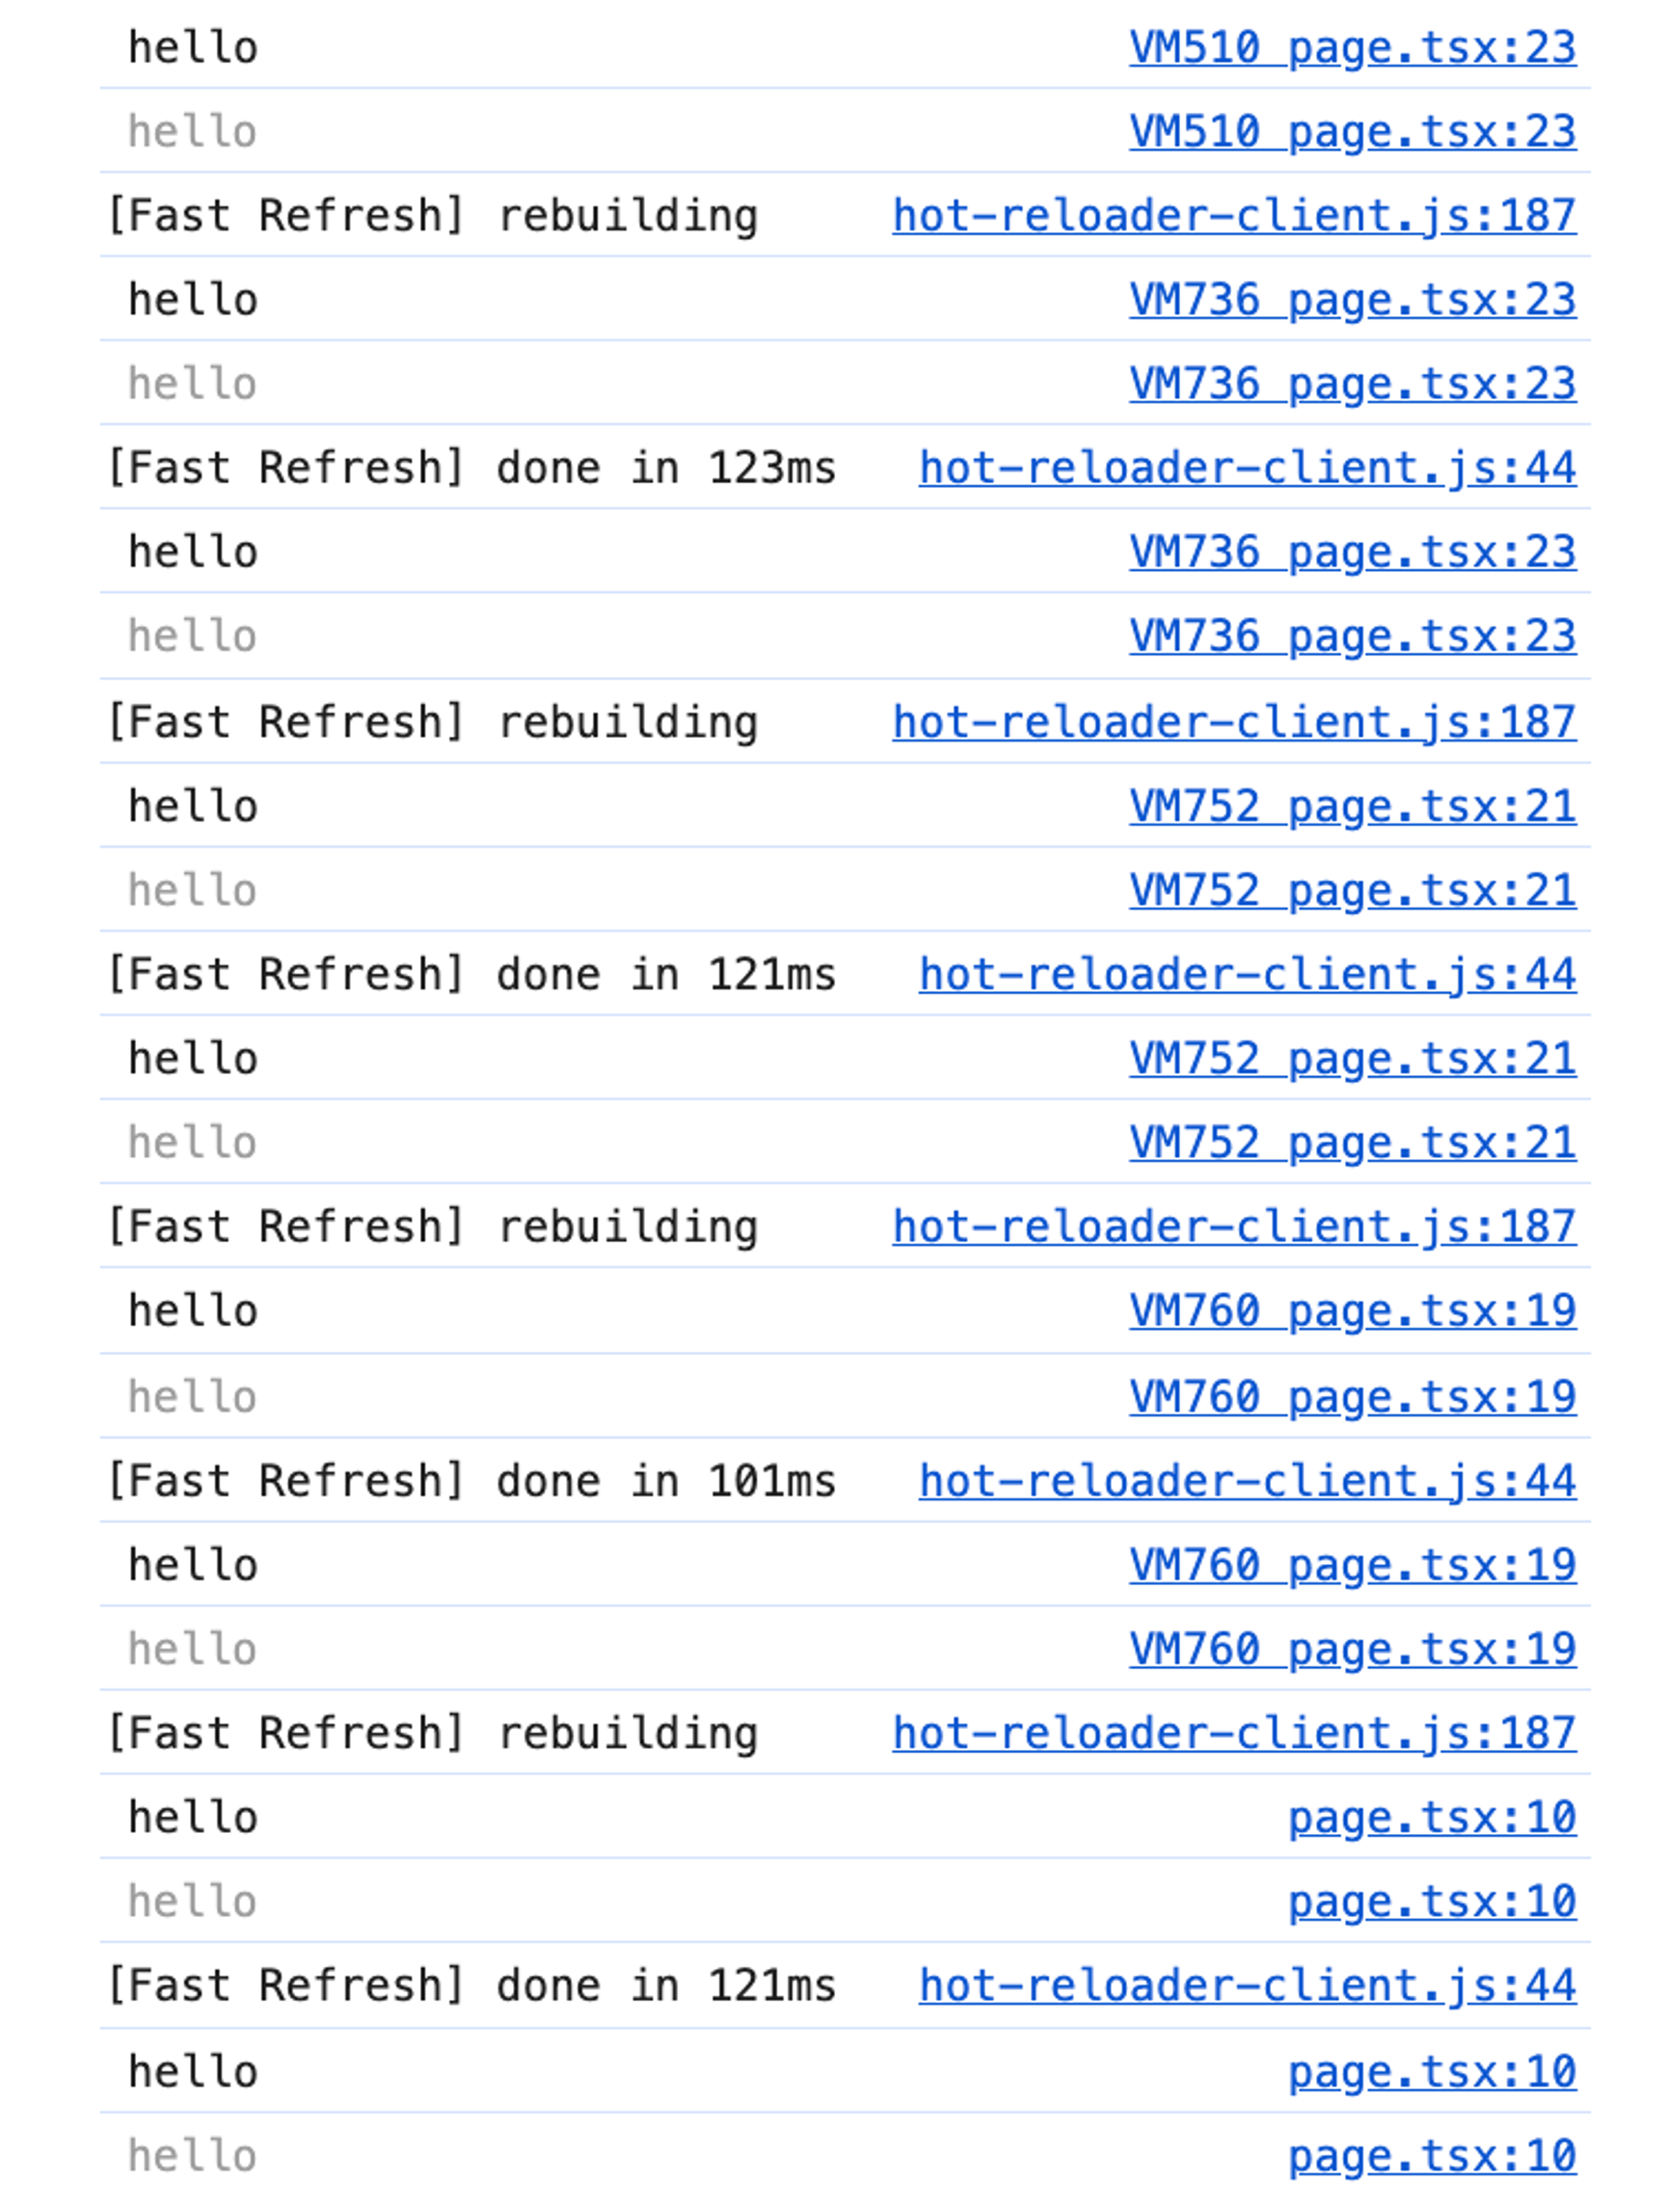 hello VM510 page.tsx:23
hello VM510 page.tsx:23
[Fast Refresh] rebuilding hot-reloader-client.js:187
hello VM736 page.tsx:23
hello VM736 page.tsx:23
[Fast Refresh] done in 123ms hot-reloader-client.js:44
hello VM736 page.tsx:23
hello VM736 page.tsx:23
[Fast Refresh] rebuilding hot-reloader-client.js:187
hello VM752 page.tsx:21
hello VM752 page.tsx:21
[Fast Refresh] done in 121ms hot-reloader-client.js:44
hello VM752 page.tsx:21
hello VM752 page.tsx:21
[Fast Refresh] rebuilding hot-reloader-client.js:187
hello VM760 page.tsx:19
hello VM760 page.tsx:19
[Fast Refresh] done in 101ms hot-reloader-client.js:44
hello VM760 page.tsx:19
hello VM760 page.tsx:19
[Fast Refresh] rebuilding hot-reloader-client.js:187
hello page.tsx:10
hello page.tsx:10
[Fast Refresh] done in 121ms hot-reloader-client.js:44
hello page.tsx:10
hello page.tsx:10